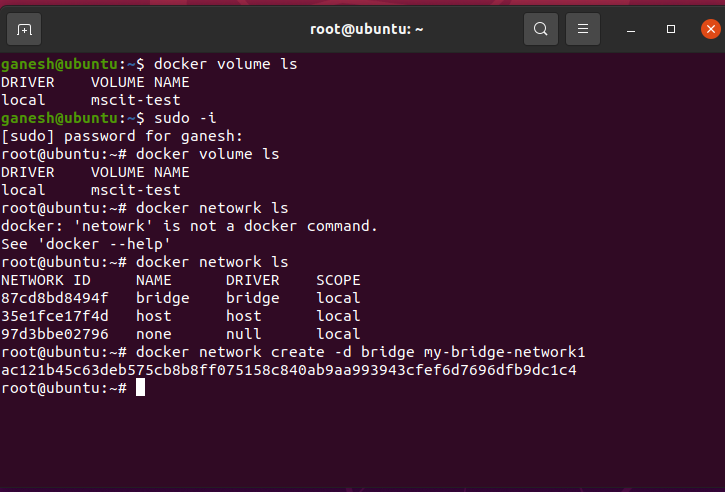 root@ubuntu: ~
ganesh@ubuntu:~$ docker volume ls
DRIVER    VOLUME NAME
local     mscit-test
ganesh@ubuntu:~$ sudo -i
[sudo] password for ganesh:
root@ubuntu:~# docker volume ls
DRIVER    VOLUME NAME
local     mscit-test
root@ubuntu:~# docker netowrk ls
docker: 'netowrk' is not a docker command.
See 'docker --help'
root@ubuntu:~# docker network ls
NETWORK ID     NAME      DRIVER    SCOPE
87cd8bd8494f   bridge    bridge    local
35e1fce17f4d   host      host      local
97d3bbe02796   none      null      local
root@ubuntu:~# docker network create -d bridge my-bridge-network1
ac121b45c63deb575cb8b8ff075158c840ab9aa993943cfef6d7696dfb9dc1c4
root@ubuntu:~#